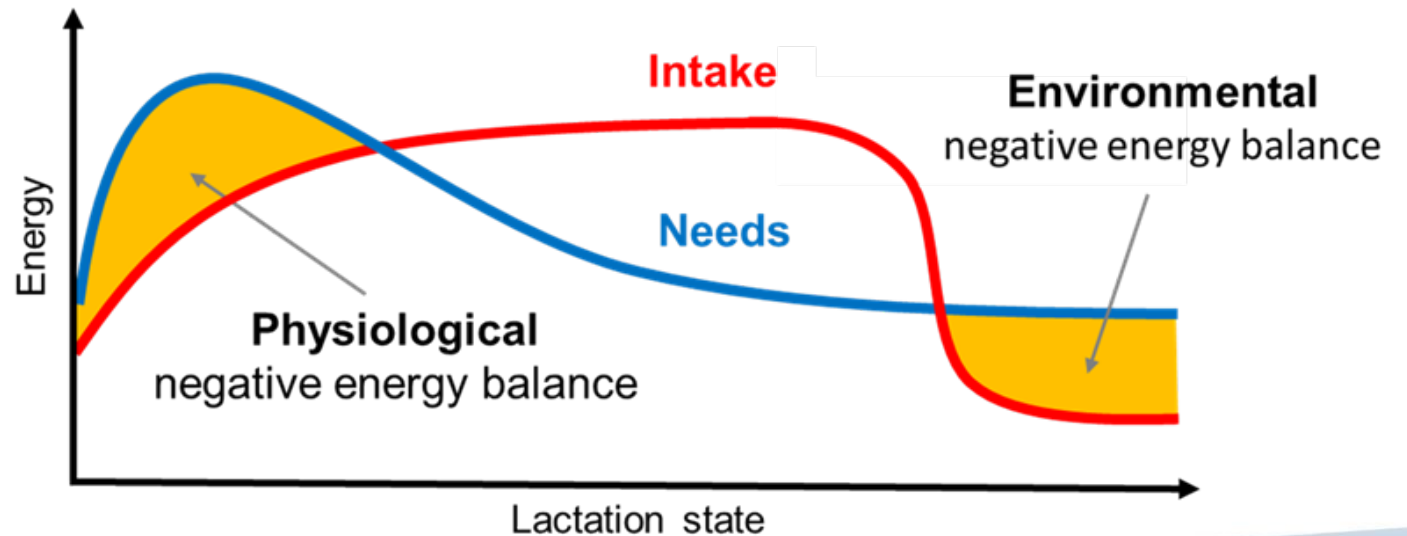 Intake
Environmental
negative energy balance
Energy
Needs
Physiological
negative energy balance
Lactation state